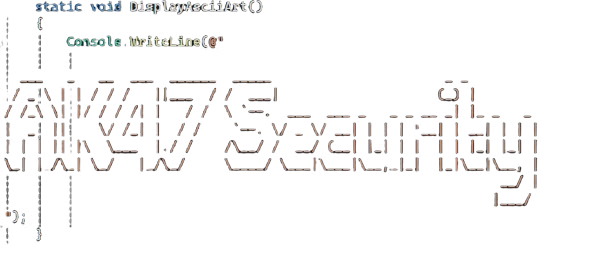 static void DisplayAsciiArt()
{
Console.WriteLine(@"
AK47 Security
");
}